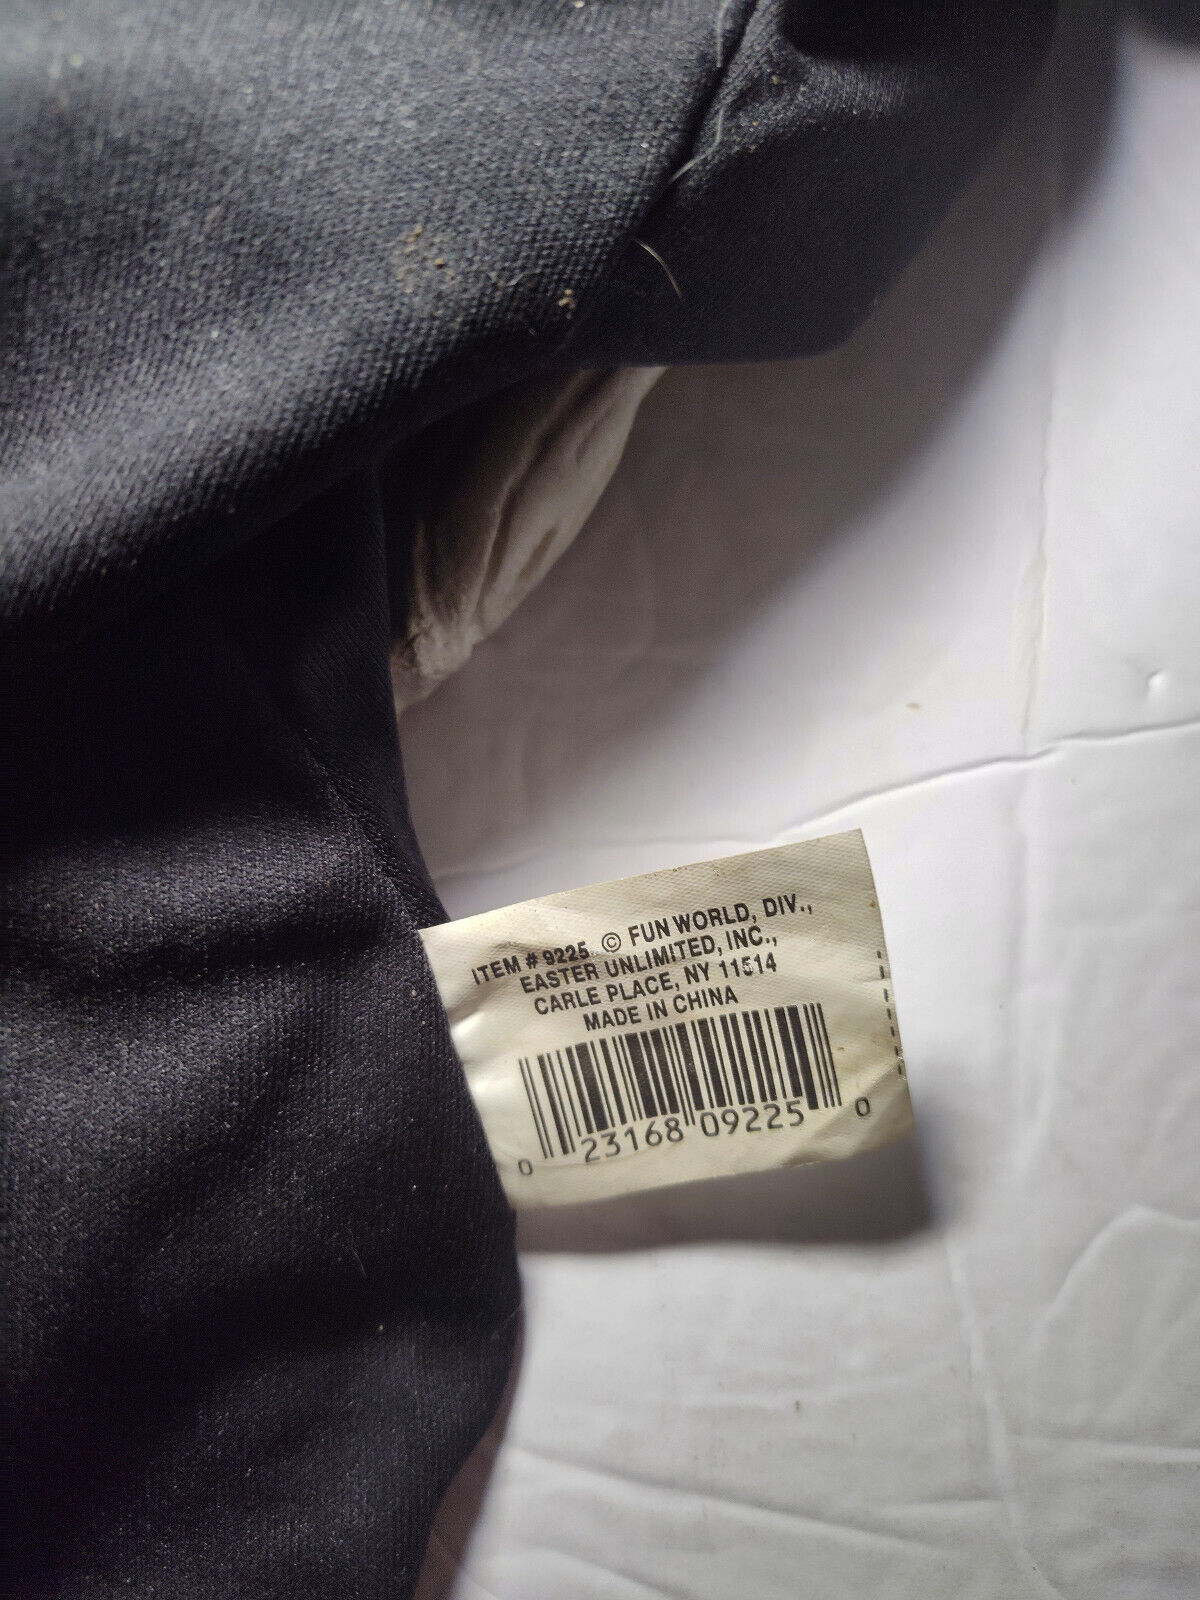 ITEM # 9225 © FUN WORLD, DIV.,
EASTER UNLIMITED, INC.,
CARLE PLACE, NY 11514
MADE IN CHINA
0 23168 09225 0